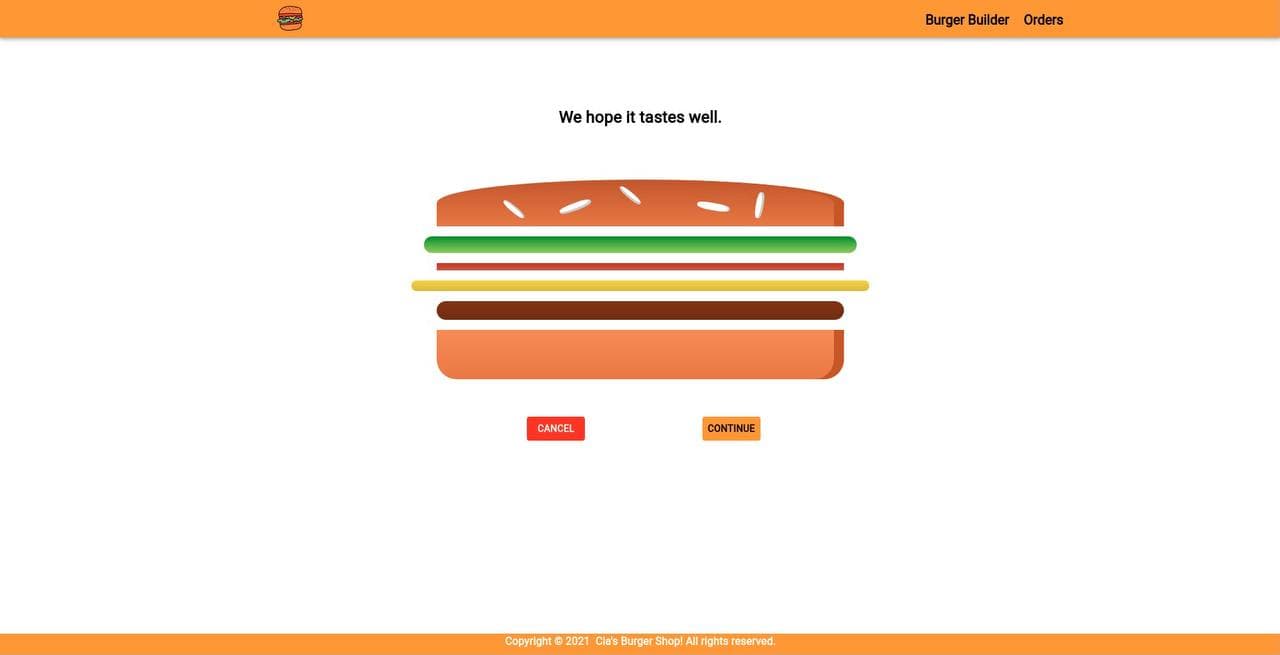 Burger Builder Orders
We hope it tastes well.
CANCEL CONTINUE
Copyright © 2021 Cia's Burger Shop! All rights reserved.